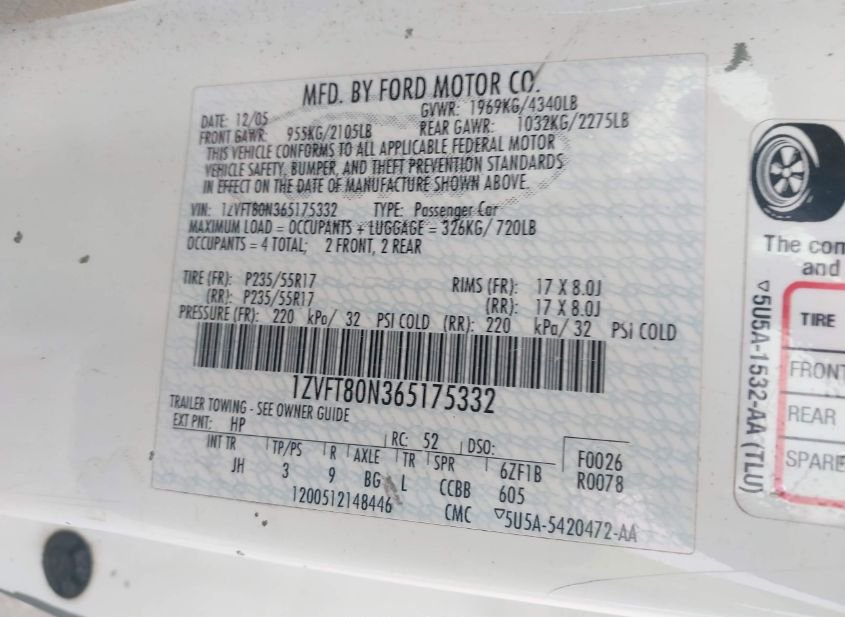 MFD. BY FORD MOTOR CO.
DATE: 12/05 GVWR: 1969KG/4340LB
FRONT GAWR: 955KG/2105LB REAR GAWR: 1032KG/2275LB
THIS VEHICLE CONFORMS TO ALL APPLICABLE FEDERAL MOTOR
VEHICLE SAFETY, BUMPER, AND THEFT PREVENTION STANDARDS
IN EFFECT ON THE DATE OF MANUFACTURE SHOWN ABOVE.
VIN: 1ZVFT80N365175332 TYPE: Passenger Car
MAXIMUM LOAD = OCCUPANTS + LUGGAGE = 326KG/ 720LB
OCCUPANTS = 4 TOTAL; 2 FRONT, 2 REAR
TIRE (FR): P235/55R17 RIMS (FR): 17 X 8.0J
(RR): P235/55R17 (RR): 17 X 8.0J
PRESSURE (FR): 220 kPa/ 32 PSI COLD (RR): 220 kPa/ 32 PSI COLD
1ZVFT80N365175332
TRAILER TOWING - SEE OWNER GUIDE
EXT PNT: HP RC: 52 DSO:
INT TR TP/PS R AXLE TR SPR 6ZF1B F0026
JH 3 9 BG L CCBB 605 R0078
1200512148446 CMC ▽5U5A-5420472-AA
▽5U5A-1532-AA (TLU)
The com
and
TIRE
FRONT
REAR
SPARE